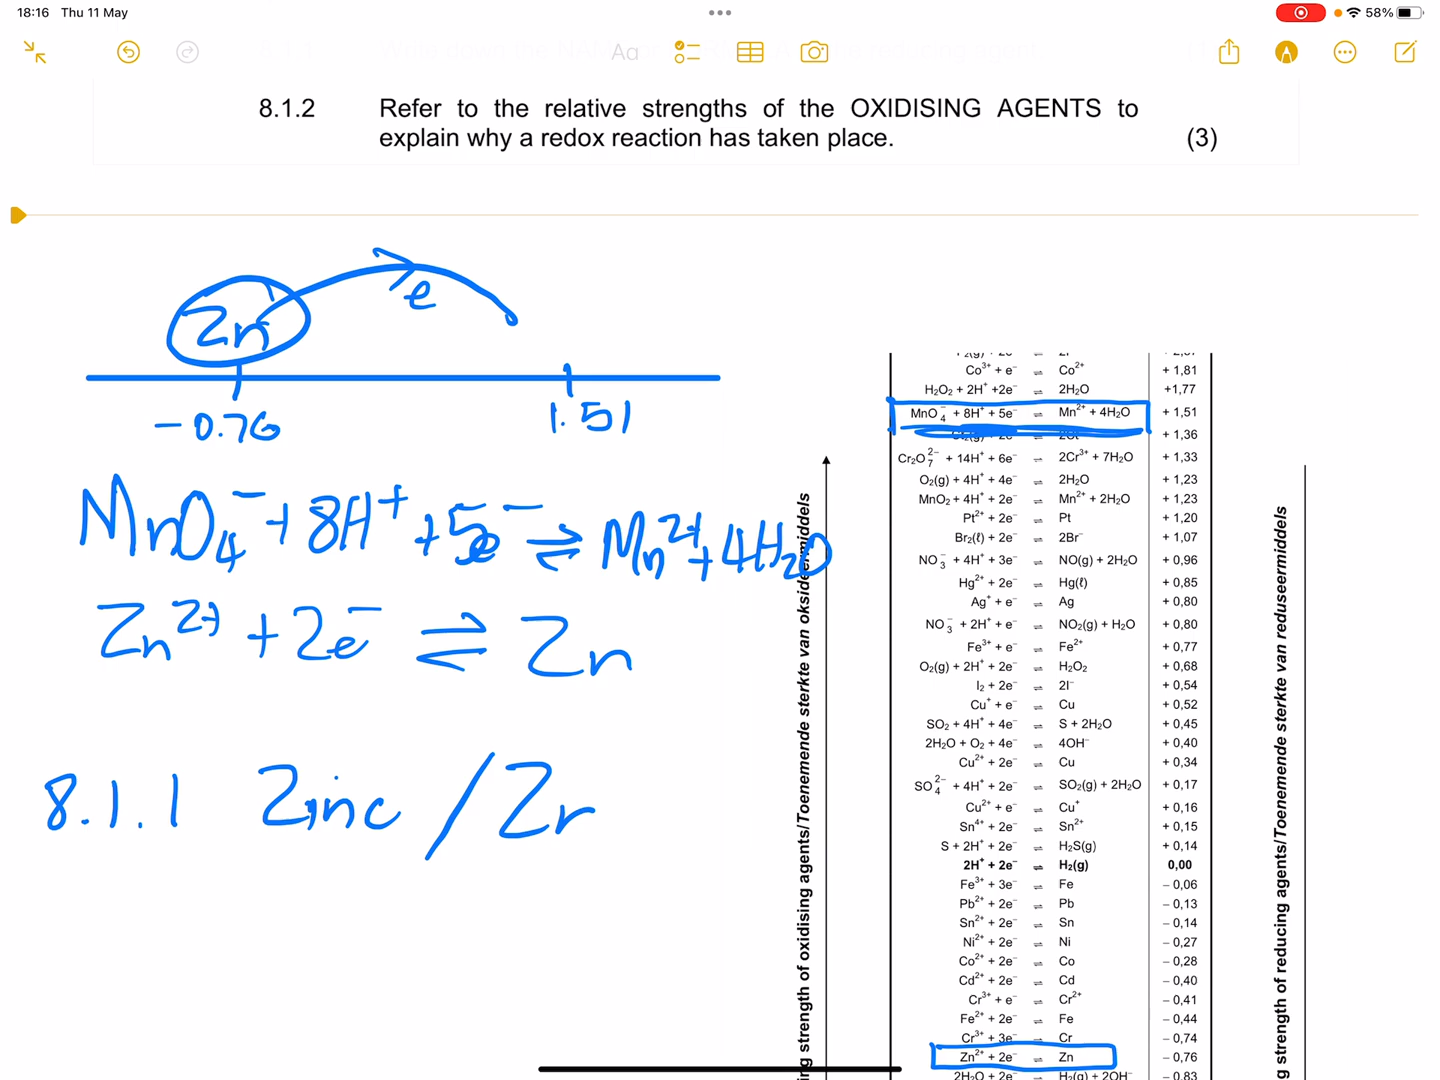 18:16 Thu 11 May
58%
Aa
8.1.2 Refer to the relative strengths of the OXIDISING AGENTS to
explain why a redox reaction has taken place. (3)
Zn e
-0.76 1.51
MnO₄⁻ + 8H⁺ + 5e⁻ ⇌ Mn²⁺ + 4H₂O
Zn²⁺ + 2e⁻ ⇌ Zn
8.1.1 Zinc / Zn
Co³⁺ + e⁻ ⇌ Co²⁺ + 1,81
H₂O₂ + 2H⁺ +2e⁻ ⇌ 2H₂O +1,77
MnO₄⁻ + 8H⁺ + 5e⁻ ⇌ Mn²⁺ + 4H₂O + 1,51
Cl₂(g) + 2e⁻ ⇌ 2Cl⁻ + 1,36
Cr₂O₇²⁻ + 14H⁺ + 6e⁻ ⇌ 2Cr³⁺ + 7H₂O + 1,33
O₂(g) + 4H⁺ + 4e⁻ ⇌ 2H₂O + 1,23
MnO₂ + 4H⁺ + 2e⁻ ⇌ Mn²⁺ + 2H₂O + 1,23
Pt²⁺ + 2e⁻ ⇌ Pt + 1,20
Br₂(ℓ) + 2e⁻ ⇌ 2Br⁻ + 1,07
NO₃⁻ + 4H⁺ + 3e⁻ ⇌ NO(g) + 2H₂O + 0,96
Hg²⁺ + 2e⁻ ⇌ Hg(ℓ) + 0,85
Ag⁺ + e⁻ ⇌ Ag + 0,80
NO₃⁻ + 2H⁺ + e⁻ ⇌ NO₂(g) + H₂O + 0,80
Fe³⁺ + e⁻ ⇌ Fe²⁺ + 0,77
O₂(g) + 2H⁺ + 2e⁻ ⇌ H₂O₂ + 0,68
I₂ + 2e⁻ ⇌ 2I⁻ + 0,54
Cu⁺ + e⁻ ⇌ Cu + 0,52
SO₂ + 4H⁺ + 4e⁻ ⇌ S + 2H₂O + 0,45
2H₂O + O₂ + 4e⁻ ⇌ 4OH⁻ + 0,40
Cu²⁺ + 2e⁻ ⇌ Cu + 0,34
SO₄²⁻ + 4H⁺ + 2e⁻ ⇌ SO₂(g) + 2H₂O + 0,17
Cu²⁺ + e⁻ ⇌ Cu⁺ + 0,16
Sn⁴⁺ + 2e⁻ ⇌ Sn²⁺ + 0,15
S + 2H⁺ + 2e⁻ ⇌ H₂S(g) + 0,14
2H⁺ + 2e⁻ ⇌ H₂(g) 0,00
Fe³⁺ + 3e⁻ ⇌ Fe – 0,06
Pb²⁺ + 2e⁻ ⇌ Pb – 0,13
Sn²⁺ + 2e⁻ ⇌ Sn – 0,14
Ni²⁺ + 2e⁻ ⇌ Ni – 0,27
Co²⁺ + 2e⁻ ⇌ Co – 0,28
Cd²⁺ + 2e⁻ ⇌ Cd – 0,40
Cr³⁺ + e⁻ ⇌ Cr²⁺ – 0,41
Fe²⁺ + 2e⁻ ⇌ Fe – 0,44
Cr³⁺ + 3e⁻ ⇌ Cr – 0,74
Zn²⁺ + 2e⁻ ⇌ Zn – 0,76
2H₂O + 2e⁻ ⇌ H₂(g) + 2OH⁻ – 0,83
strength of oxidising agents/Toenemende sterkte van oksideermiddels
strength of reducing agents/Toenemende sterkte van reduseermiddels